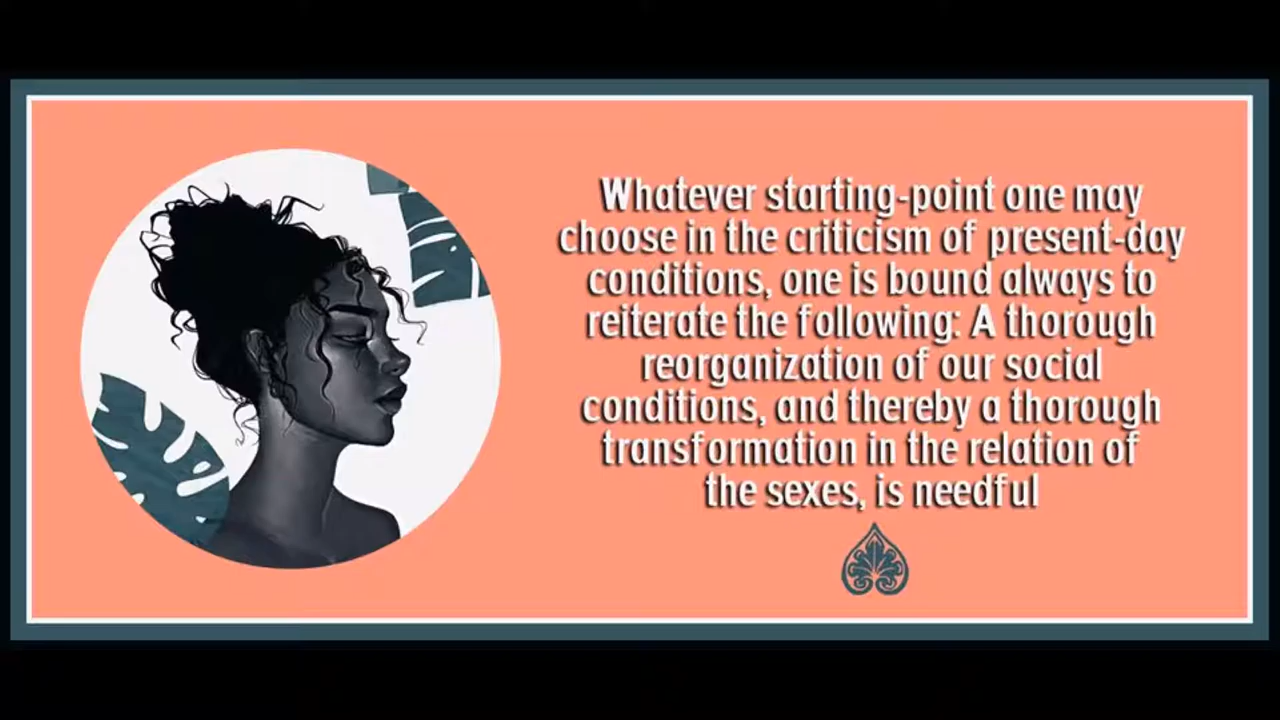 Whatever starting-point one may
choose in the criticism of present-day
conditions, one is bound always to
reiterate the following: A thorough
reorganization of our social
conditions, and thereby a thorough
transformation in the relation of
the sexes, is needful